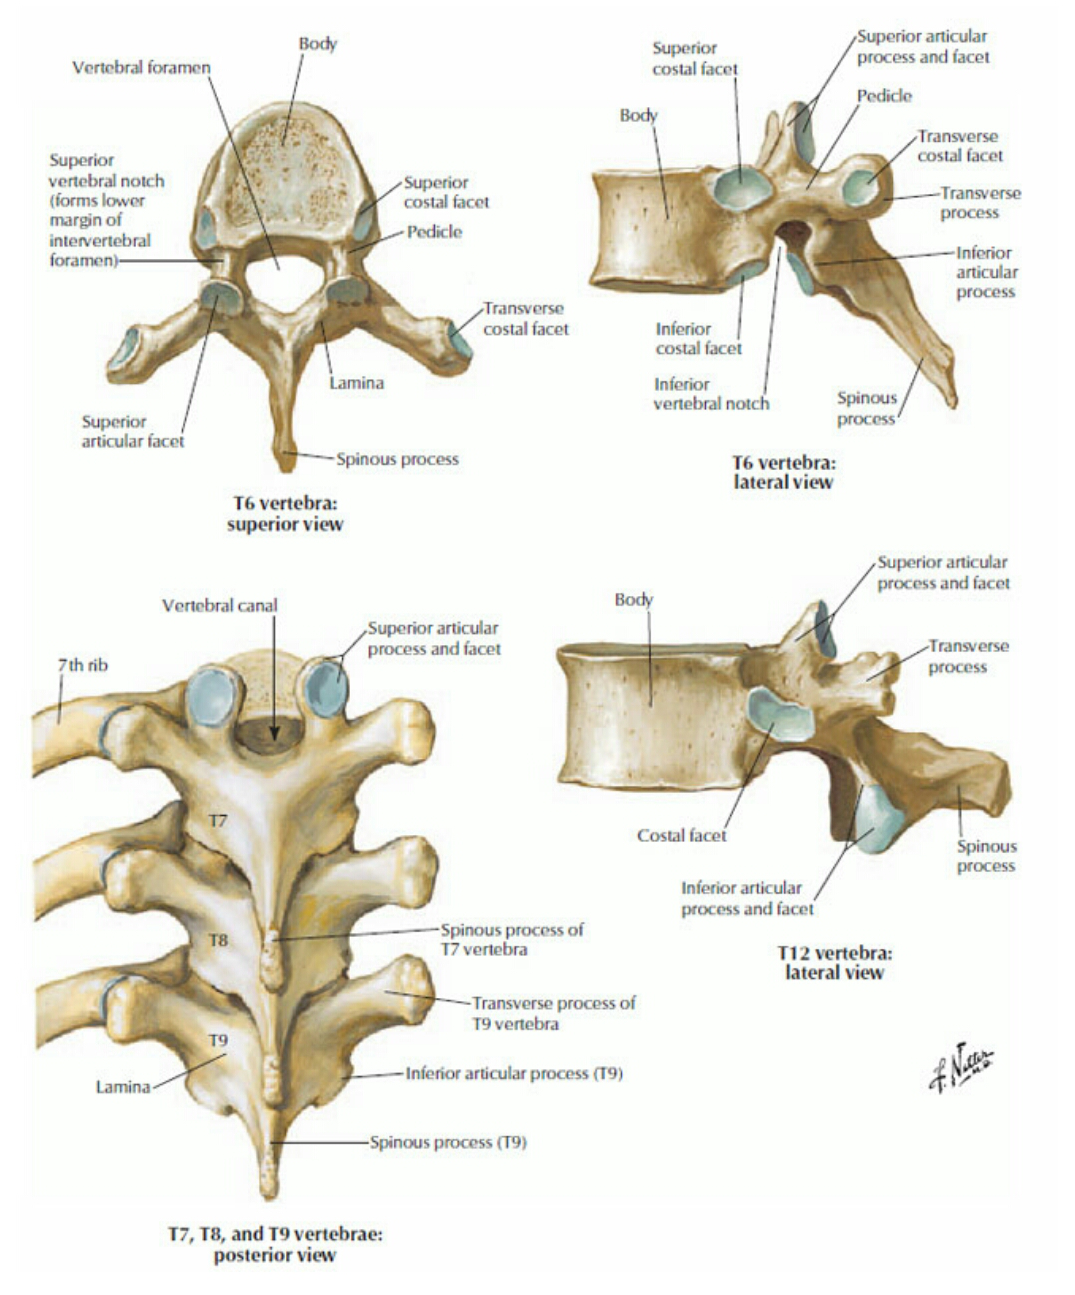 Body
Vertebral foramen
Superior
vertebral notch
(forms lower
margin of
intervertebral
foramen)
Superior
costal facet
Pedicle
Transverse
costal facet
Lamina
Superior
articular facet
Spinous process
T6 vertebra:
superior view
Superior
costal facet
Superior articular
process and facet
Body
Pedicle
Transverse
costal facet
Transverse
process
Inferior
articular
process
Inferior
costal facet
Inferior
vertebral notch
Spinous
process
T6 vertebra:
lateral view
Vertebral canal
Superior articular
process and facet
7th rib
T7
T8
Spinous process of
T7 vertebra
Transverse process of
T9 vertebra
T9
Lamina
Inferior articular process (T9)
Spinous process (T9)
T7, T8, and T9 vertebrae:
posterior view
Superior articular
process and facet
Body
Transverse
process
Costal facet
Spinous
process
Inferior articular
process and facet
T12 vertebra:
lateral view
F. Netter
M.D.